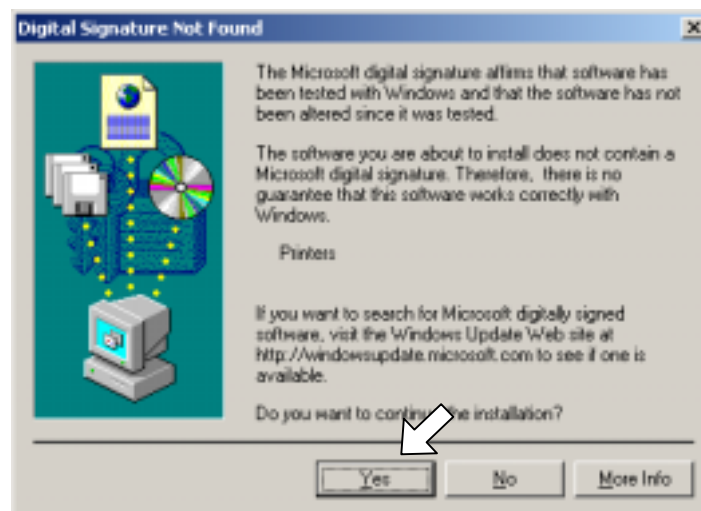 Digital Signature Not Found
The Microsoft digital signature affirms that software has
been tested with Windows and that the software has not
been altered since it was tested.
The software you are about to install does not contain a
Microsoft digital signature. Therefore, there is no
guarantee that this software works correctly with
Windows.
Printers
If you want to search for Microsoft digitally signed
software, visit the Windows Update Web site at
http://windowsupdate.microsoft.com to see if one is
available.
Do you want to continue the installation?
Yes No More Info